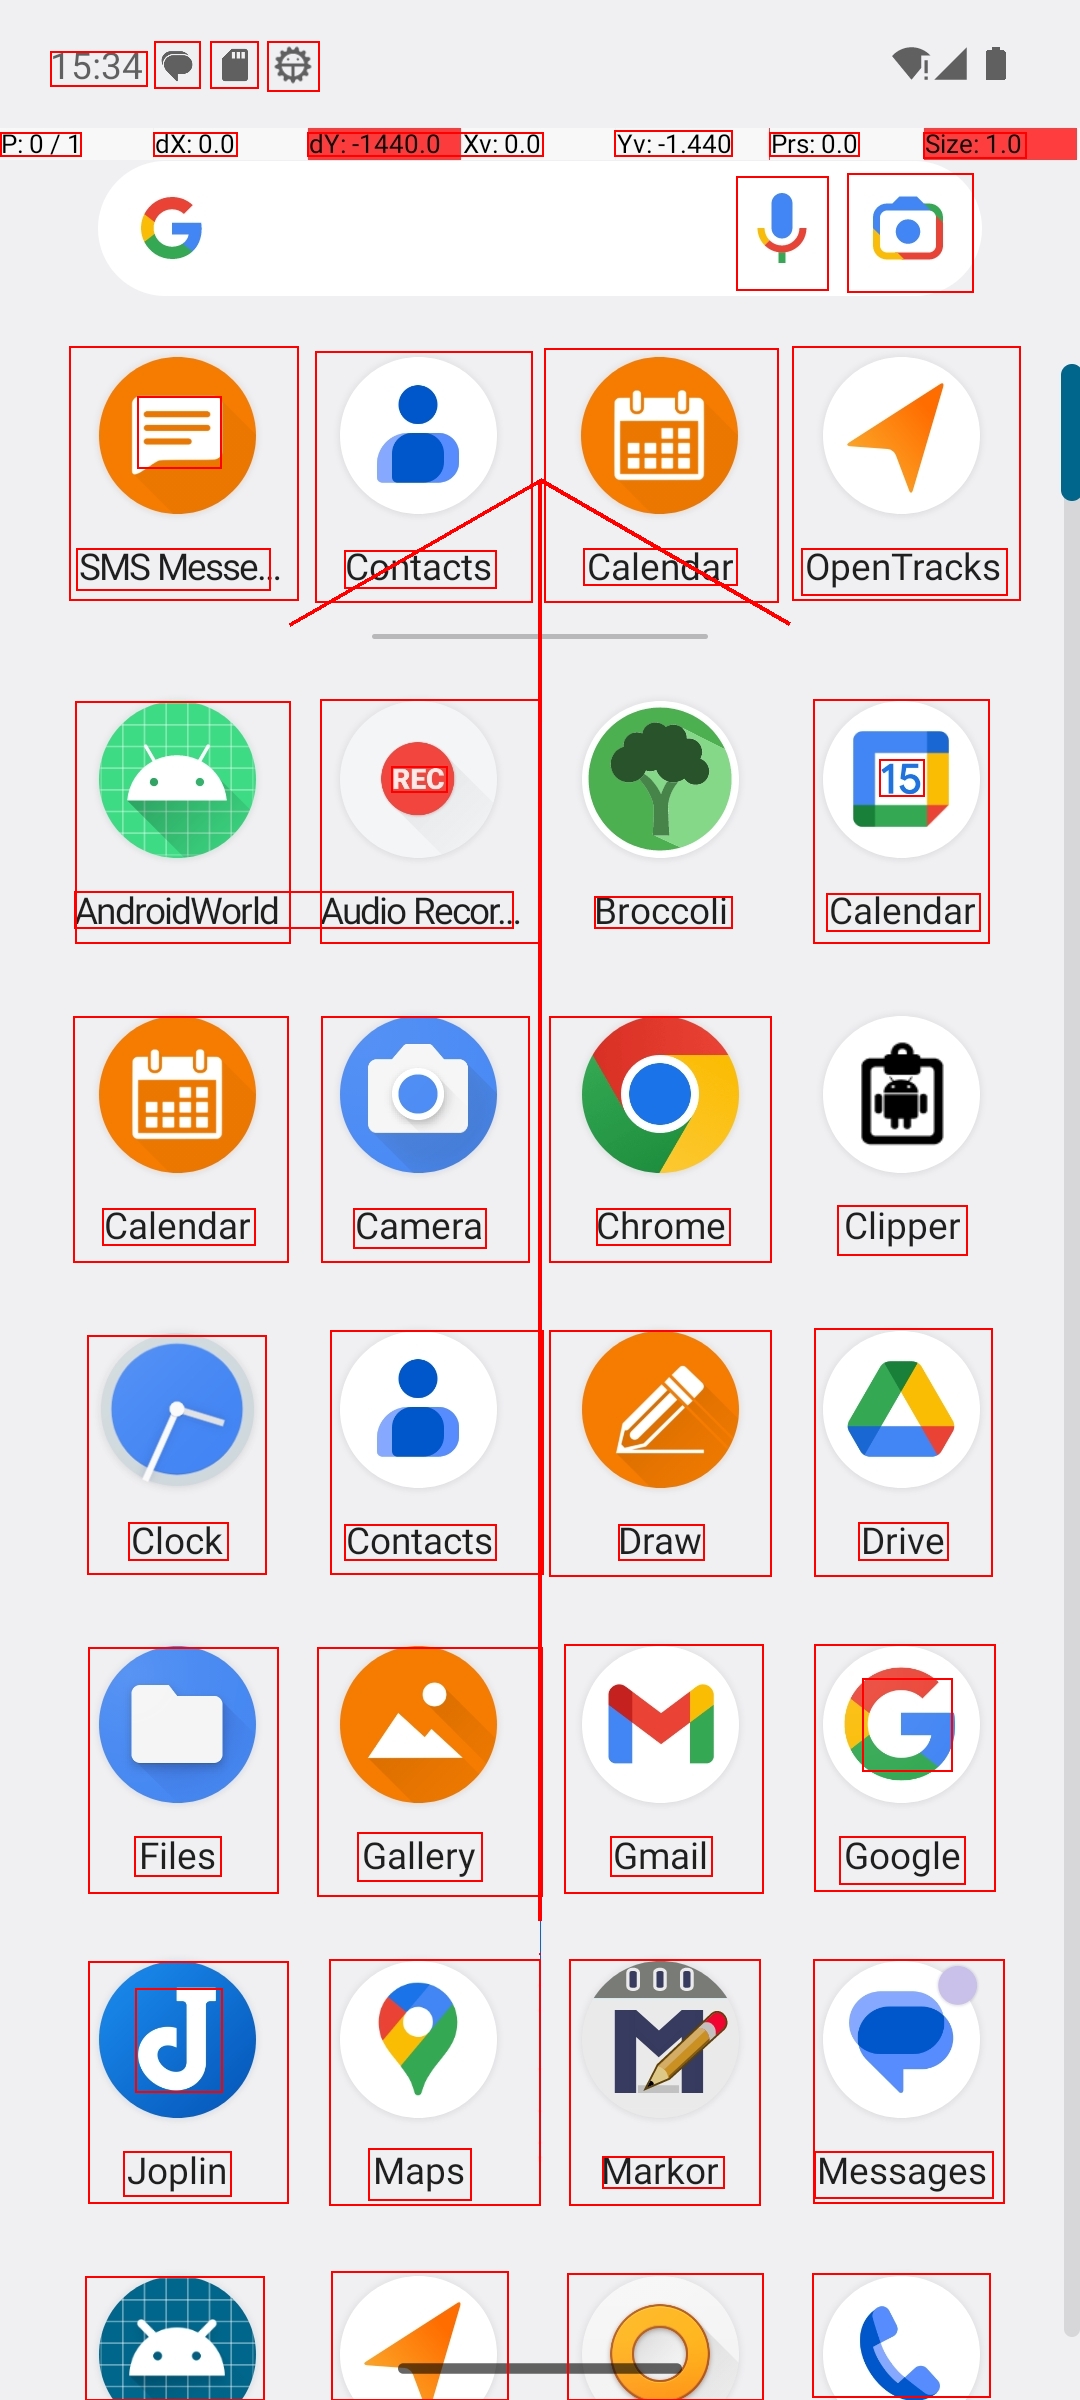 15:34
P: 0 / 1 dX: 0.0 dY: -1440.0 Xv: 0.0 Yv: -1.440 Prs: 0.0 Size: 1.0
SMS Messe... Contacts Calendar OpenTracks
REC
15
AndroidWorld Audio Recor... Broccoli Calendar
Calendar Camera Chrome Clipper
Clock Contacts Draw Drive
Files Gallery Gmail Google
Joplin Maps Markor Messages